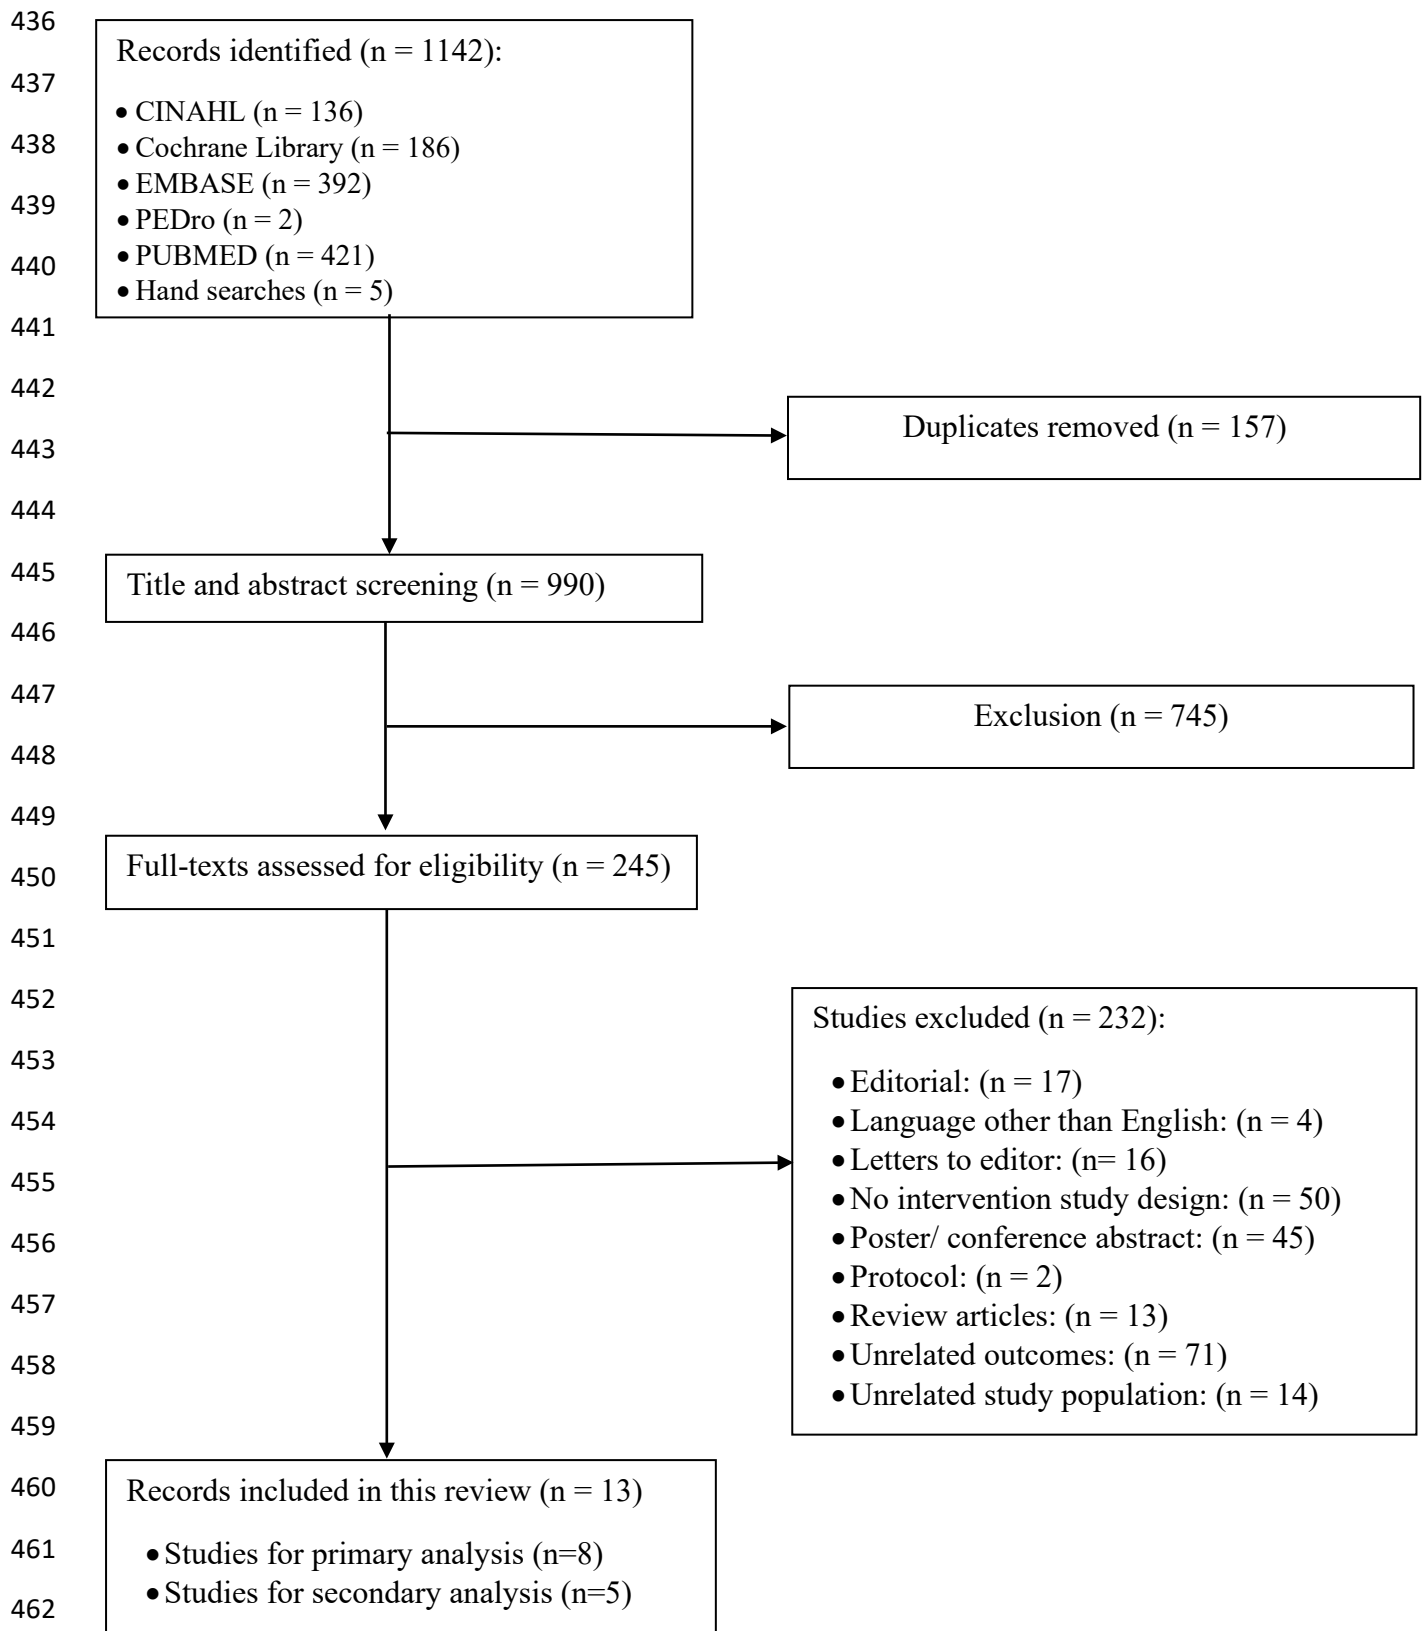 436
Records identified (n = 1142):
437
• CINAHL (n = 136)
438
• Cochrane Library (n = 186)
• EMBASE (n = 392)
439
• PEDro (n = 2)
• PUBMED (n = 421)
440
• Hand searches (n = 5)
441
442
Duplicates removed (n = 157)
443
444
445
Title and abstract screening (n = 990)
446
447
Exclusion (n = 745)
448
449
Full-texts assessed for eligibility (n = 245)
450
451
452
Studies excluded (n = 232):
453
• Editorial: (n = 17)
454
• Language other than English: (n = 4)
• Letters to editor: (n= 16)
455
• No intervention study design: (n = 50)
456
• Poster/ conference abstract: (n = 45)
• Protocol: (n = 2)
457
• Review articles: (n = 13)
458
• Unrelated outcomes: (n = 71)
• Unrelated study population: (n = 14)
459
460
Records included in this review (n = 13)
461
• Studies for primary analysis (n=8)
• Studies for secondary analysis (n=5)
462